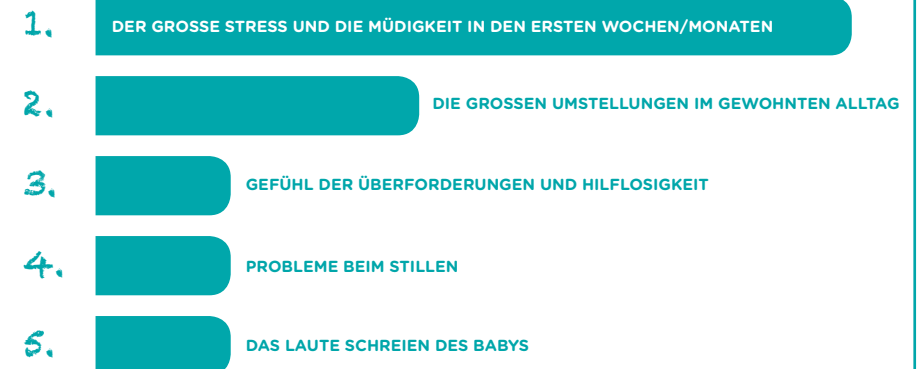 1. DER GROSSE STRESS UND DIE MÜDIGKEIT IN DEN ERSTEN WOCHEN/MONATEN
2. DIE GROSSEN UMSTELLUNGEN IM GEWOHNTEN ALLTAG
3. GEFÜHL DER ÜBERFORDERUNGEN UND HILFLOSIGKEIT
4. PROBLEME BEIM STILLEN
5. DAS LAUTE SCHREIEN DES BABYS